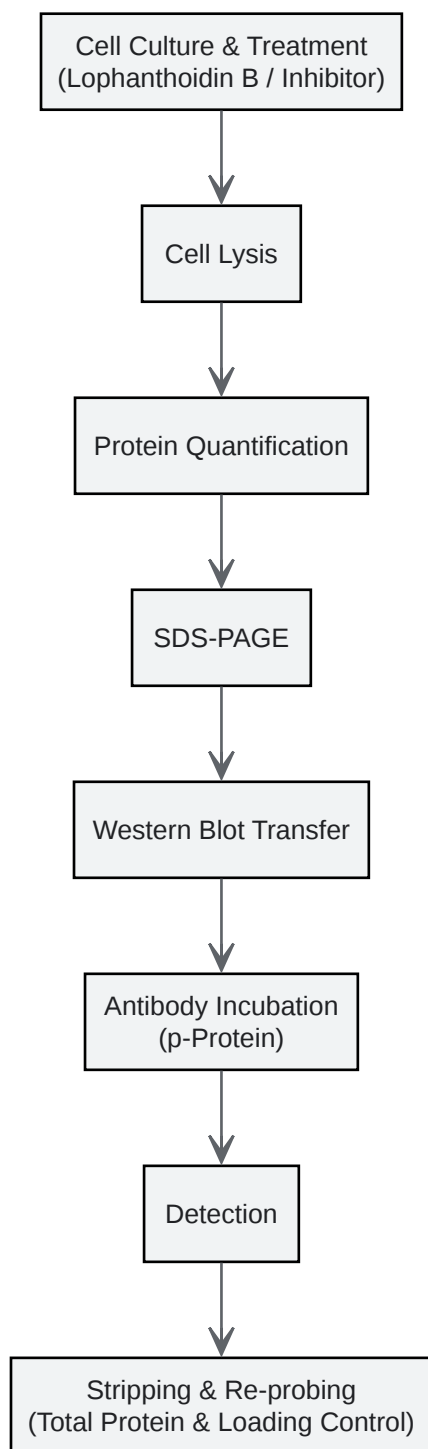 Cell Culture & Treatment
(Lophanthoidin B / Inhibitor)
Cell Lysis
Protein Quantification
SDS-PAGE
Western Blot Transfer
Antibody Incubation
(p-Protein)
Detection
Stripping & Re-probing
(Total Protein & Loading Control)